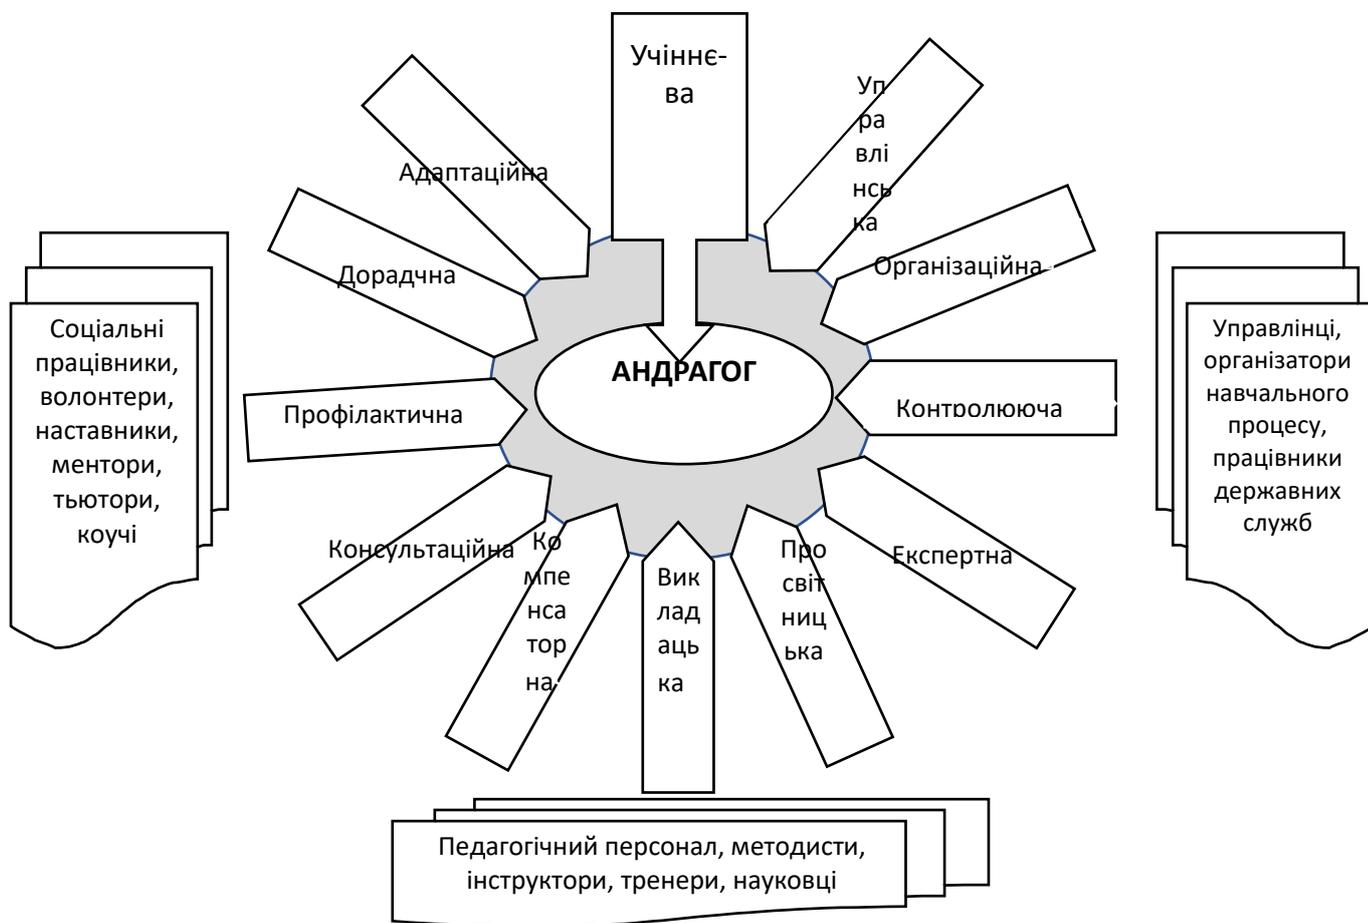 Учіннє-
ва
Уп
ра
влі
нсь
ка
Адаптаційна
Організаційна
Дорадчна
Соціальні
працівники,
волонтери,
наставники,
ментори,
тьютори,
коучі
Управлінці,
організатори
навчального
процесу,
працівники
державних
служб
АНДРАГОГ
Профілактична
Контролююча
Консультаційна
Ко
мпе
нса
тор
на
Вик
лад
аць
ка
Про
світ
ниц
ька
Експертна
Педагогічний персонал, методисти,
інструктори, тренери, науковці